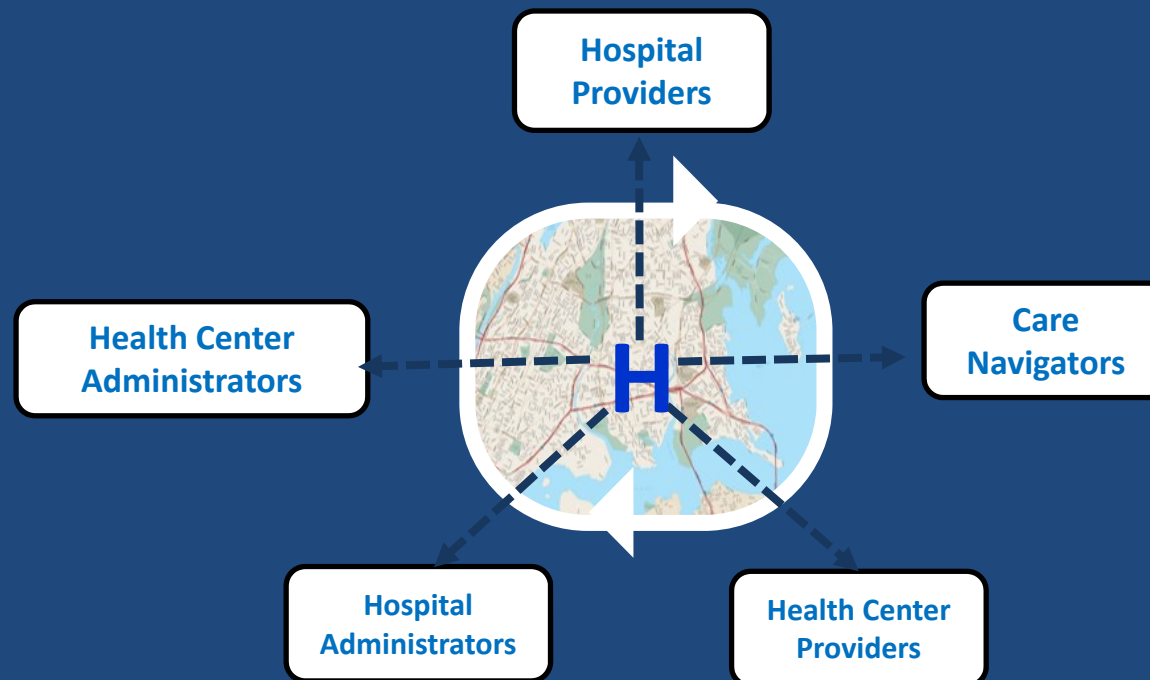 Hospital
Providers
Health Center
Administrators
Care
Navigators
H
Hospital
Administrators
Health Center
Providers